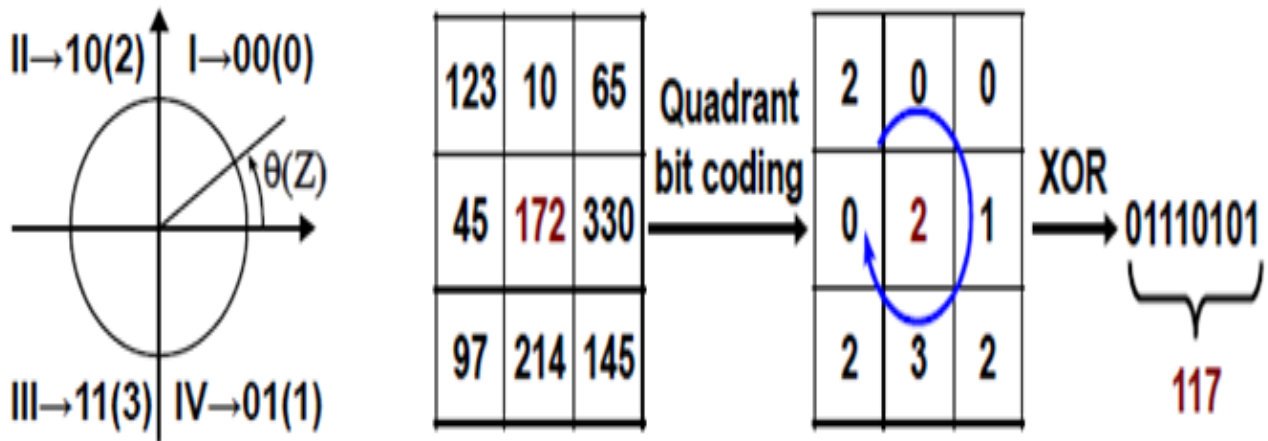 II→10(2) I→00(0)
θ(Z)
III→11(3) IV→01(1)
123 10 65
45 172 330
97 214 145
Quadrant
bit coding
2 0 0
0 2 1
2 3 2
XOR
01110101
117